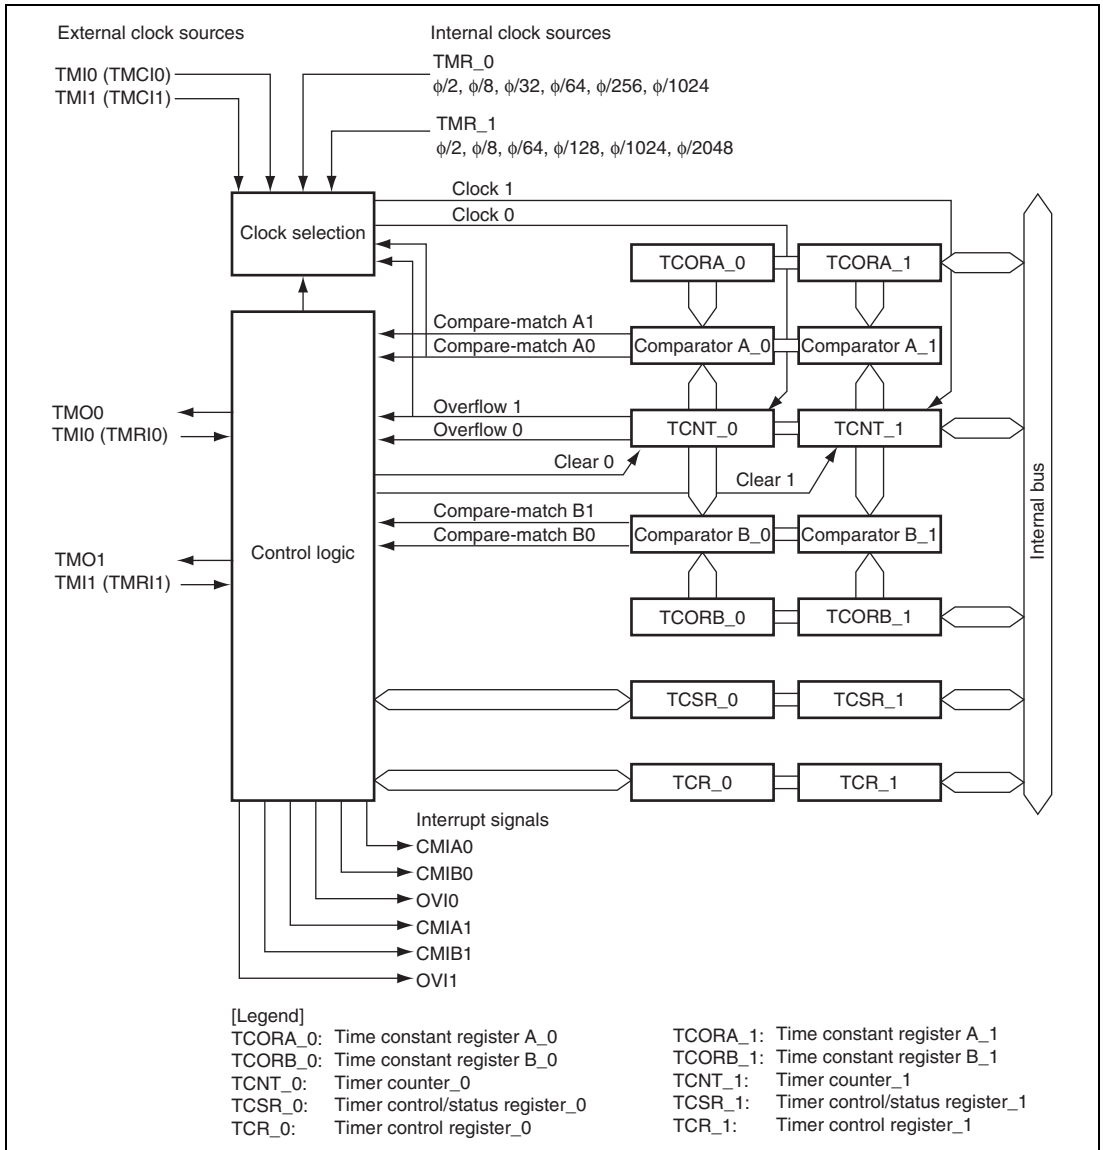 External clock sources
Internal clock sources
TMI0 (TMCI0)
TMI1 (TMCI1)
TMR_0
ϕ/2, ϕ/8, ϕ/32, ϕ/64, ϕ/256, ϕ/1024
TMR_1
ϕ/2, ϕ/8, ϕ/64, ϕ/128, ϕ/1024, ϕ/2048
Clock 1
Clock 0
Clock selection
TCORA_0
TCORA_1
Compare-match A1
Compare-match A0
Comparator A_0
Comparator A_1
TMO0
TMI0 (TMRI0)
Overflow 1
Overflow 0
TCNT_0
TCNT_1
Clear 0
Clear 1
Internal bus
Compare-match B1
Compare-match B0
Comparator B_0
Comparator B_1
Control logic
TMO1
TMI1 (TMRI1)
TCORB_0
TCORB_1
TCSR_0
TCSR_1
TCR_0
TCR_1
Interrupt signals
CMIA0
CMIB0
OVI0
CMIA1
CMIB1
OVI1
[Legend]
TCORA_0: Time constant register A_0
TCORB_0: Time constant register B_0
TCNT_0: Timer counter_0
TCSR_0: Timer control/status register_0
TCR_0: Timer control register_0
TCORA_1: Time constant register A_1
TCORB_1: Time constant register B_1
TCNT_1: Timer counter_1
TCSR_1: Timer control/status register_1
TCR_1: Timer control register_1